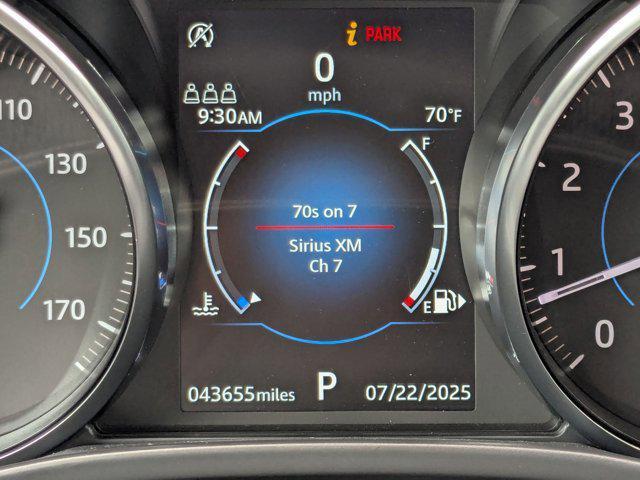 i PARK
0
mph
9:30AM
70°F
F
70s on 7
Sirius XM
Ch 7
E
043655miles
P
07/22/2025
110
130
150
170
3
2
1
0